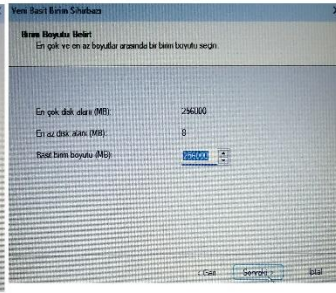 Yeni Basit Birim Sihirbazı
Birim Boyutu Belirt
En çok ve en az boyutlar arasında bir birim boyutu seçin.
En çok disk alanı (MB): 256000
En az disk alanı (MB): 8
Basit birim boyutu (MB): 256000
< Geri Sonraki > İptal